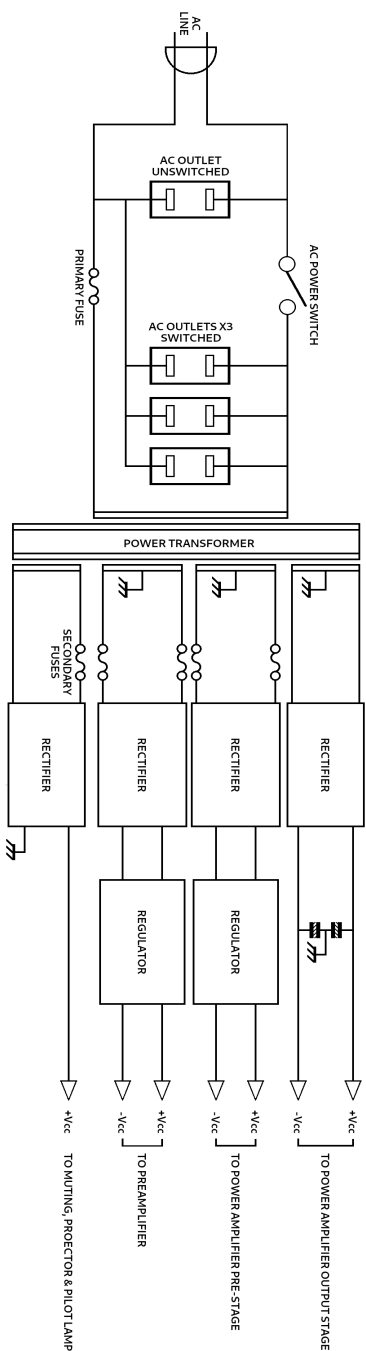 AC
LINE
AC OUTLET
UNSWITCHED
PRIMARY FUSE
AC POWER SWITCH
AC OUTLETS X3
SWITCHED
POWER TRANSFORMER
SECONDARY
FUSES
RECTIFIER
RECTIFIER
RECTIFIER
RECTIFIER
REGULATOR
REGULATOR
+Vcc
-Vcc
+Vcc
-Vcc
+Vcc
-Vcc
+Vcc
TO MUTING, PROECTOR & PILOT LAMP
TO PREAMPLIFIER
TO POWER AMPLIFIER PRE-STAGE
TO POWER AMPLIFIER OUTPUT STAGE